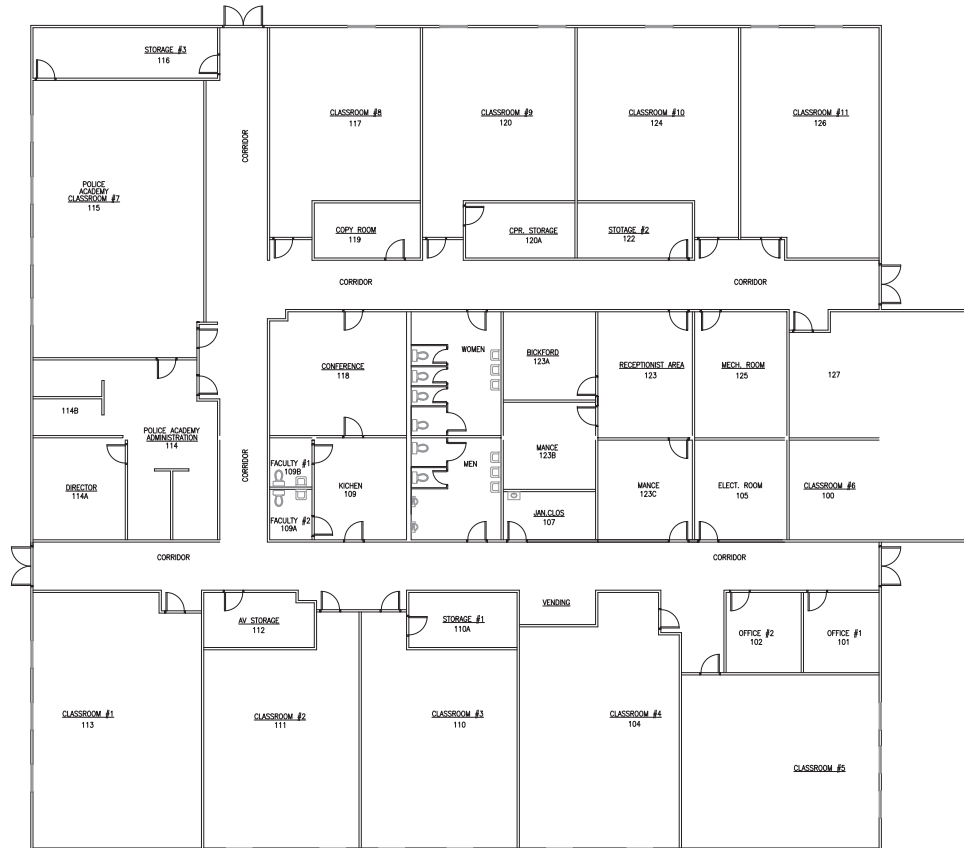 STORAGE #3
116
CLASSROOM #8
117
CLASSROOM #9
120
CLASSROOM #10
124
CLASSROOM #11
126
CORRIDOR
POLICE
ACADEMY
CLASSROOM #7
115
COPY ROOM
119
CPR. STORAGE
120A
STOTAGE #2
122
CORRIDOR
CORRIDOR
CONFERENCE
118
WOMEN
BICKFORD
123A
RECEPTIONIST AREA
123
MECH. ROOM
125
127
114B
POLICE ACADEMY
ADMINISTRATION
114
DIRECTOR
114A
CORRIDOR
FACULTY #1
109B
FACULTY #2
109A
KICHEN
109
MEN
MANCE
123B
JAN.CLOS
107
MANCE
123C
ELECT. ROOM
105
CLASSROOM #6
100
CORRIDOR
CORRIDOR
AV STORAGE
112
STORAGE #1
110A
VENDING
OFFICE #2
102
OFFICE #1
101
CLASSROOM #1
113
CLASSROOM #2
111
CLASSROOM #3
110
CLASSROOM #4
104
CLASSROOM #5